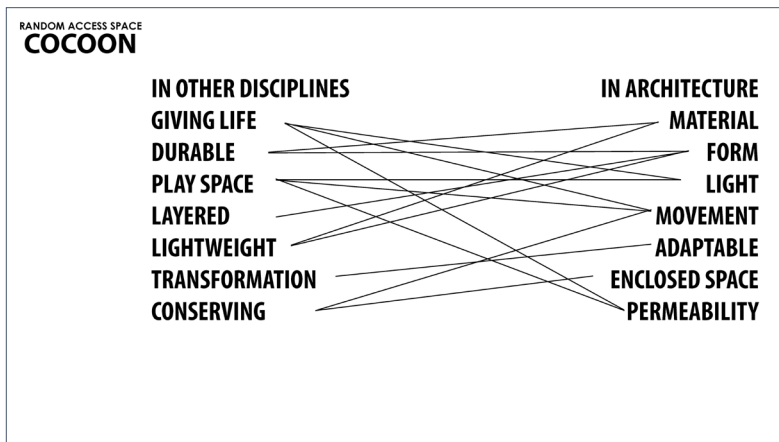 RANDOM ACCESS SPACE
COCOON
IN OTHER DISCIPLINES IN ARCHITECTURE
GIVING LIFE MATERIAL
DURABLE FORM
PLAY SPACE LIGHT
LAYERED MOVEMENT
LIGHTWEIGHT ADAPTABLE
TRANSFORMATION ENCLOSED SPACE
CONSERVING PERMEABILITY